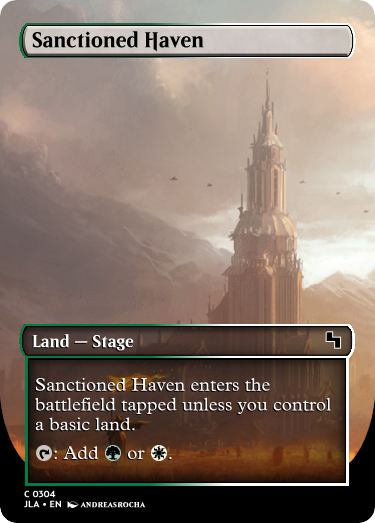 Sanctioned Haven
Land — Stage
Sanctioned Haven enters the
battlefield tapped unless you control
a basic land.
: Add or .
C 0304
JLA • EN ANDREASROCHA